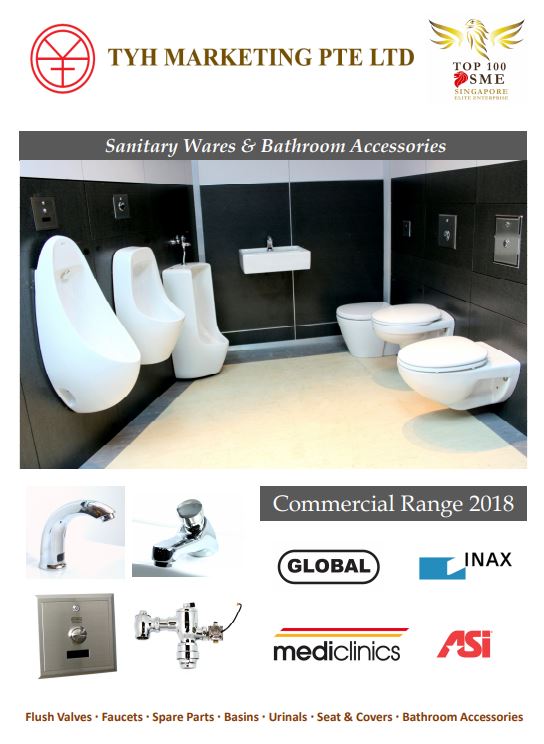 TYH MARKETING PTE LTD
TOP 100
SME
SINGAPORE
ELITE ENTERPRISE
Sanitary Wares & Bathroom Accessories
Commercial Range 2018
GLOBAL
INAX
mediclinics
ASi
Flush Valves · Faucets · Spare Parts · Basins · Urinals · Seat & Covers · Bathroom Accessories